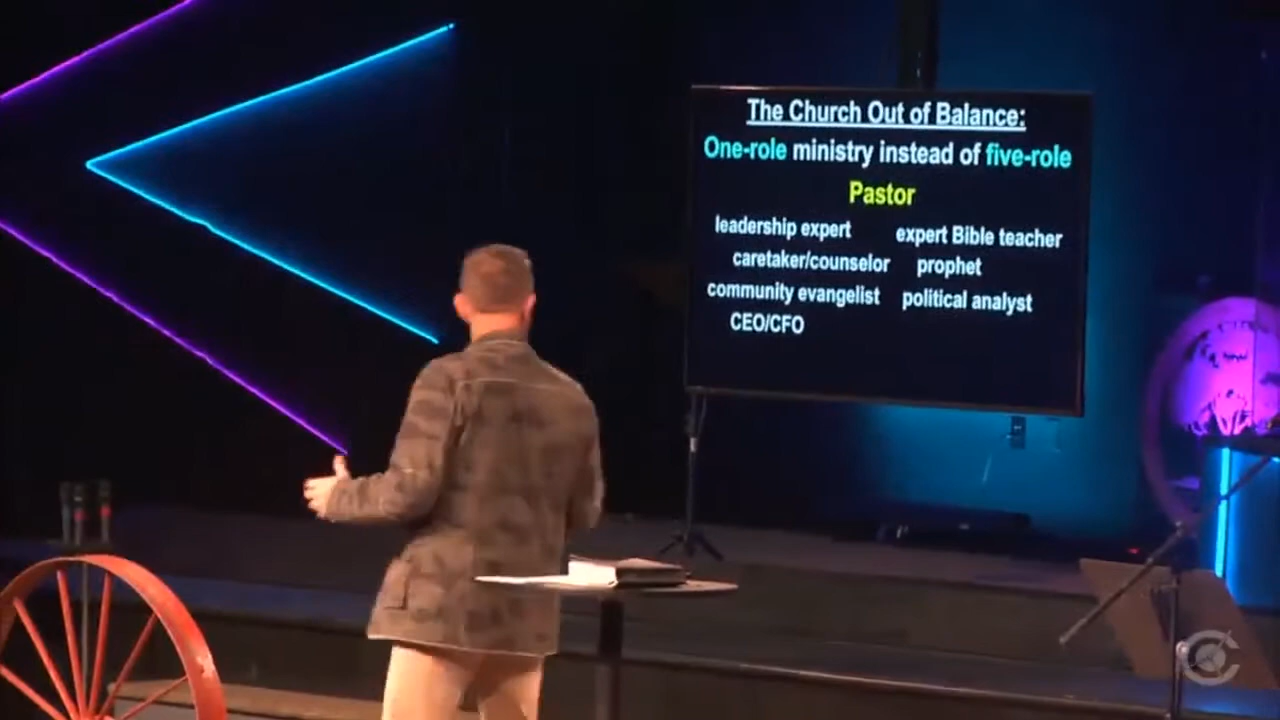 The Church Out of Balance:
One-role ministry instead of five-role
Pastor
leadership expert expert Bible teacher
caretaker/counselor prophet
community evangelist political analyst
CEO/CFO